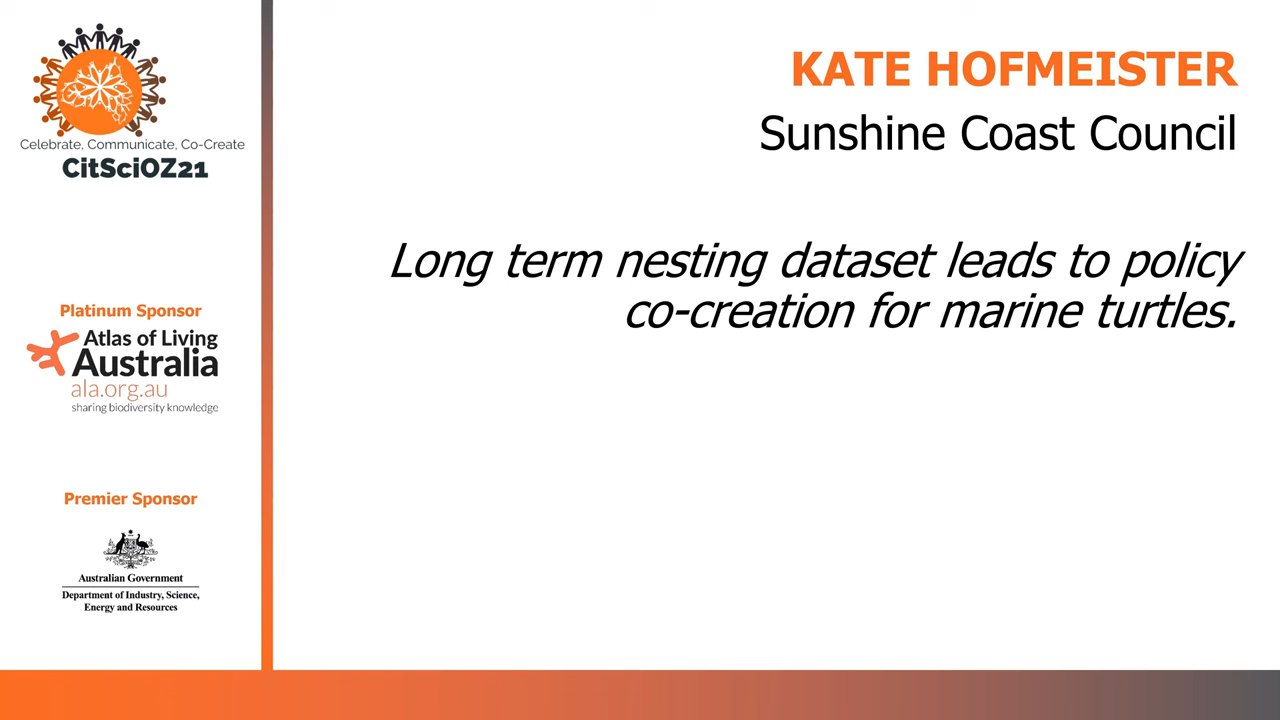 Celebrate, Communicate, Co-Create
CitSciOZ21
Platinum Sponsor
Atlas of Living
Australia
ala.org.au
sharing biodiversity knowledge
Premier Sponsor
Australian Government
Department of Industry, Science,
Energy and Resources
KATE HOFMEISTER
Sunshine Coast Council
Long term nesting dataset leads to policy
co-creation for marine turtles.